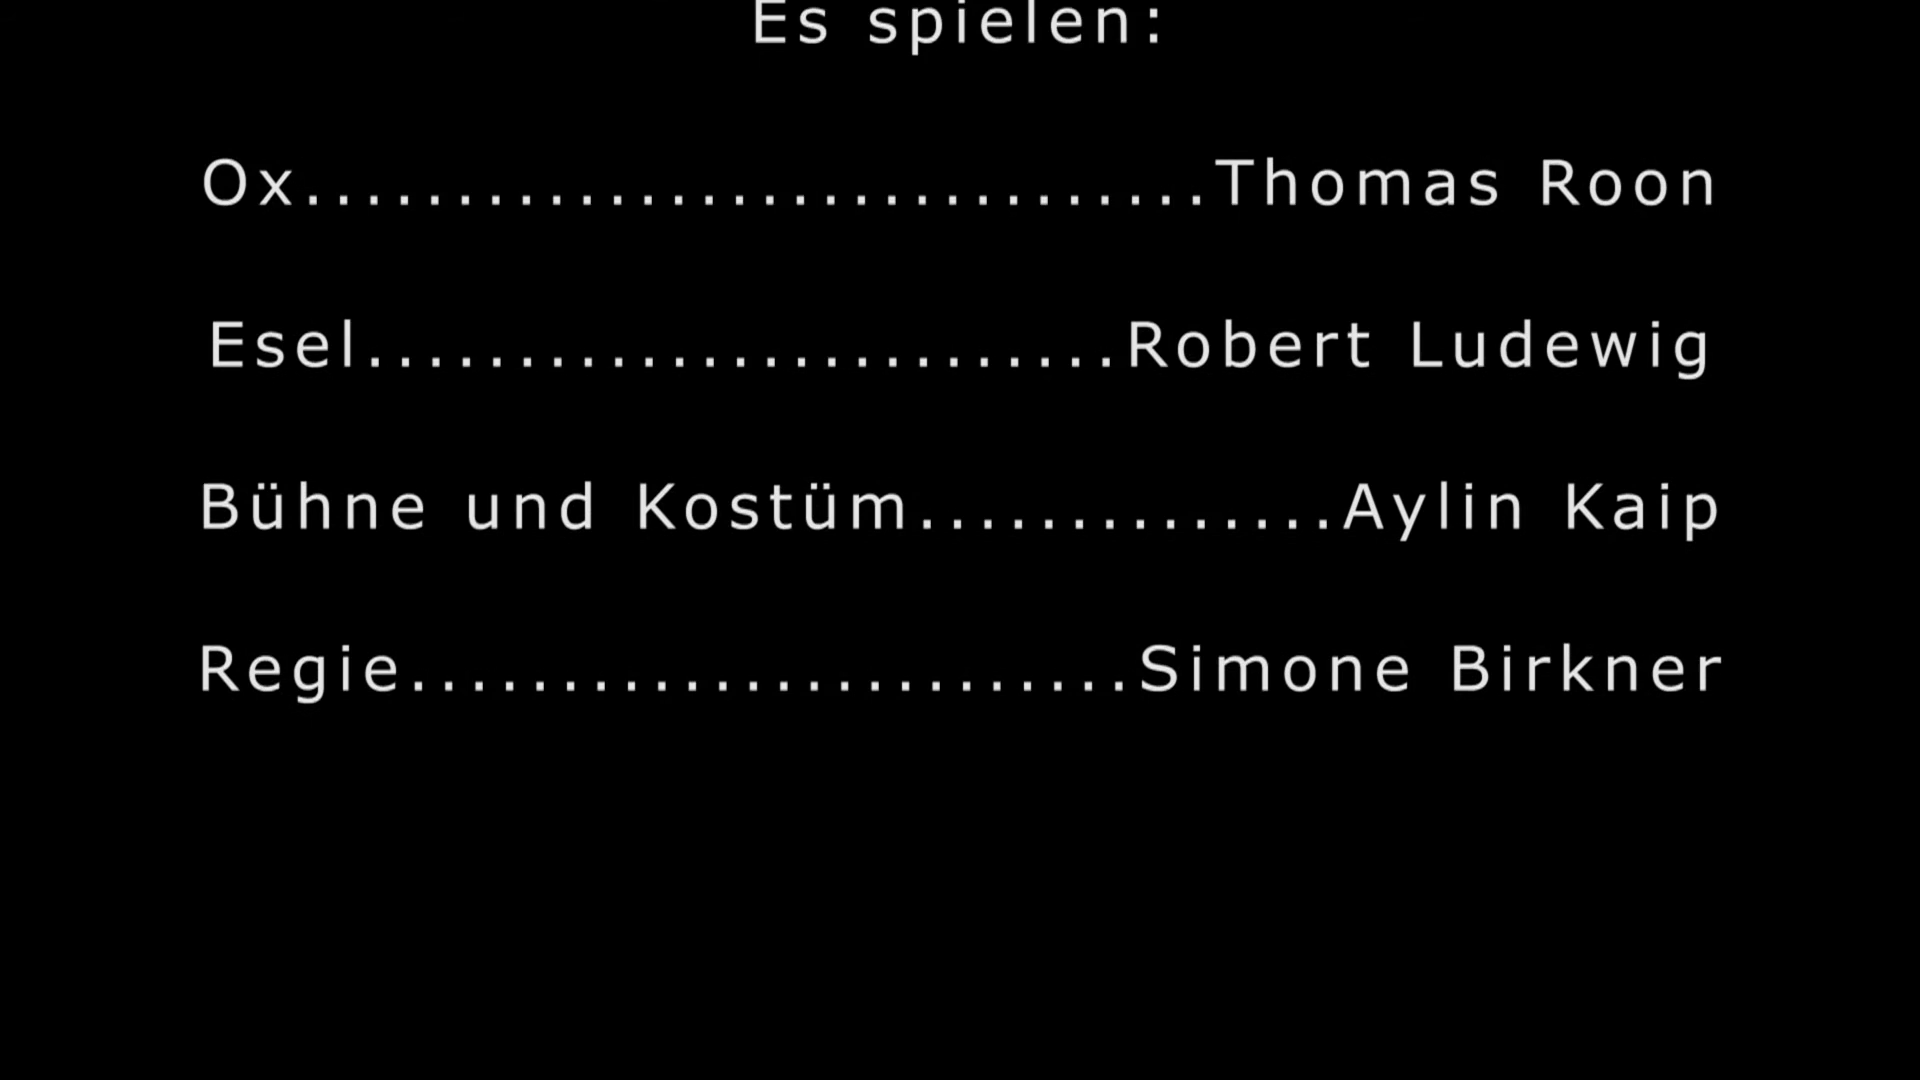 Es spielen:
Ox..............................Thomas Roon
Esel.........................Robert Ludewig
Bühne und Kostüm..............Aylin Kaip
Regie........................Simone Birkner